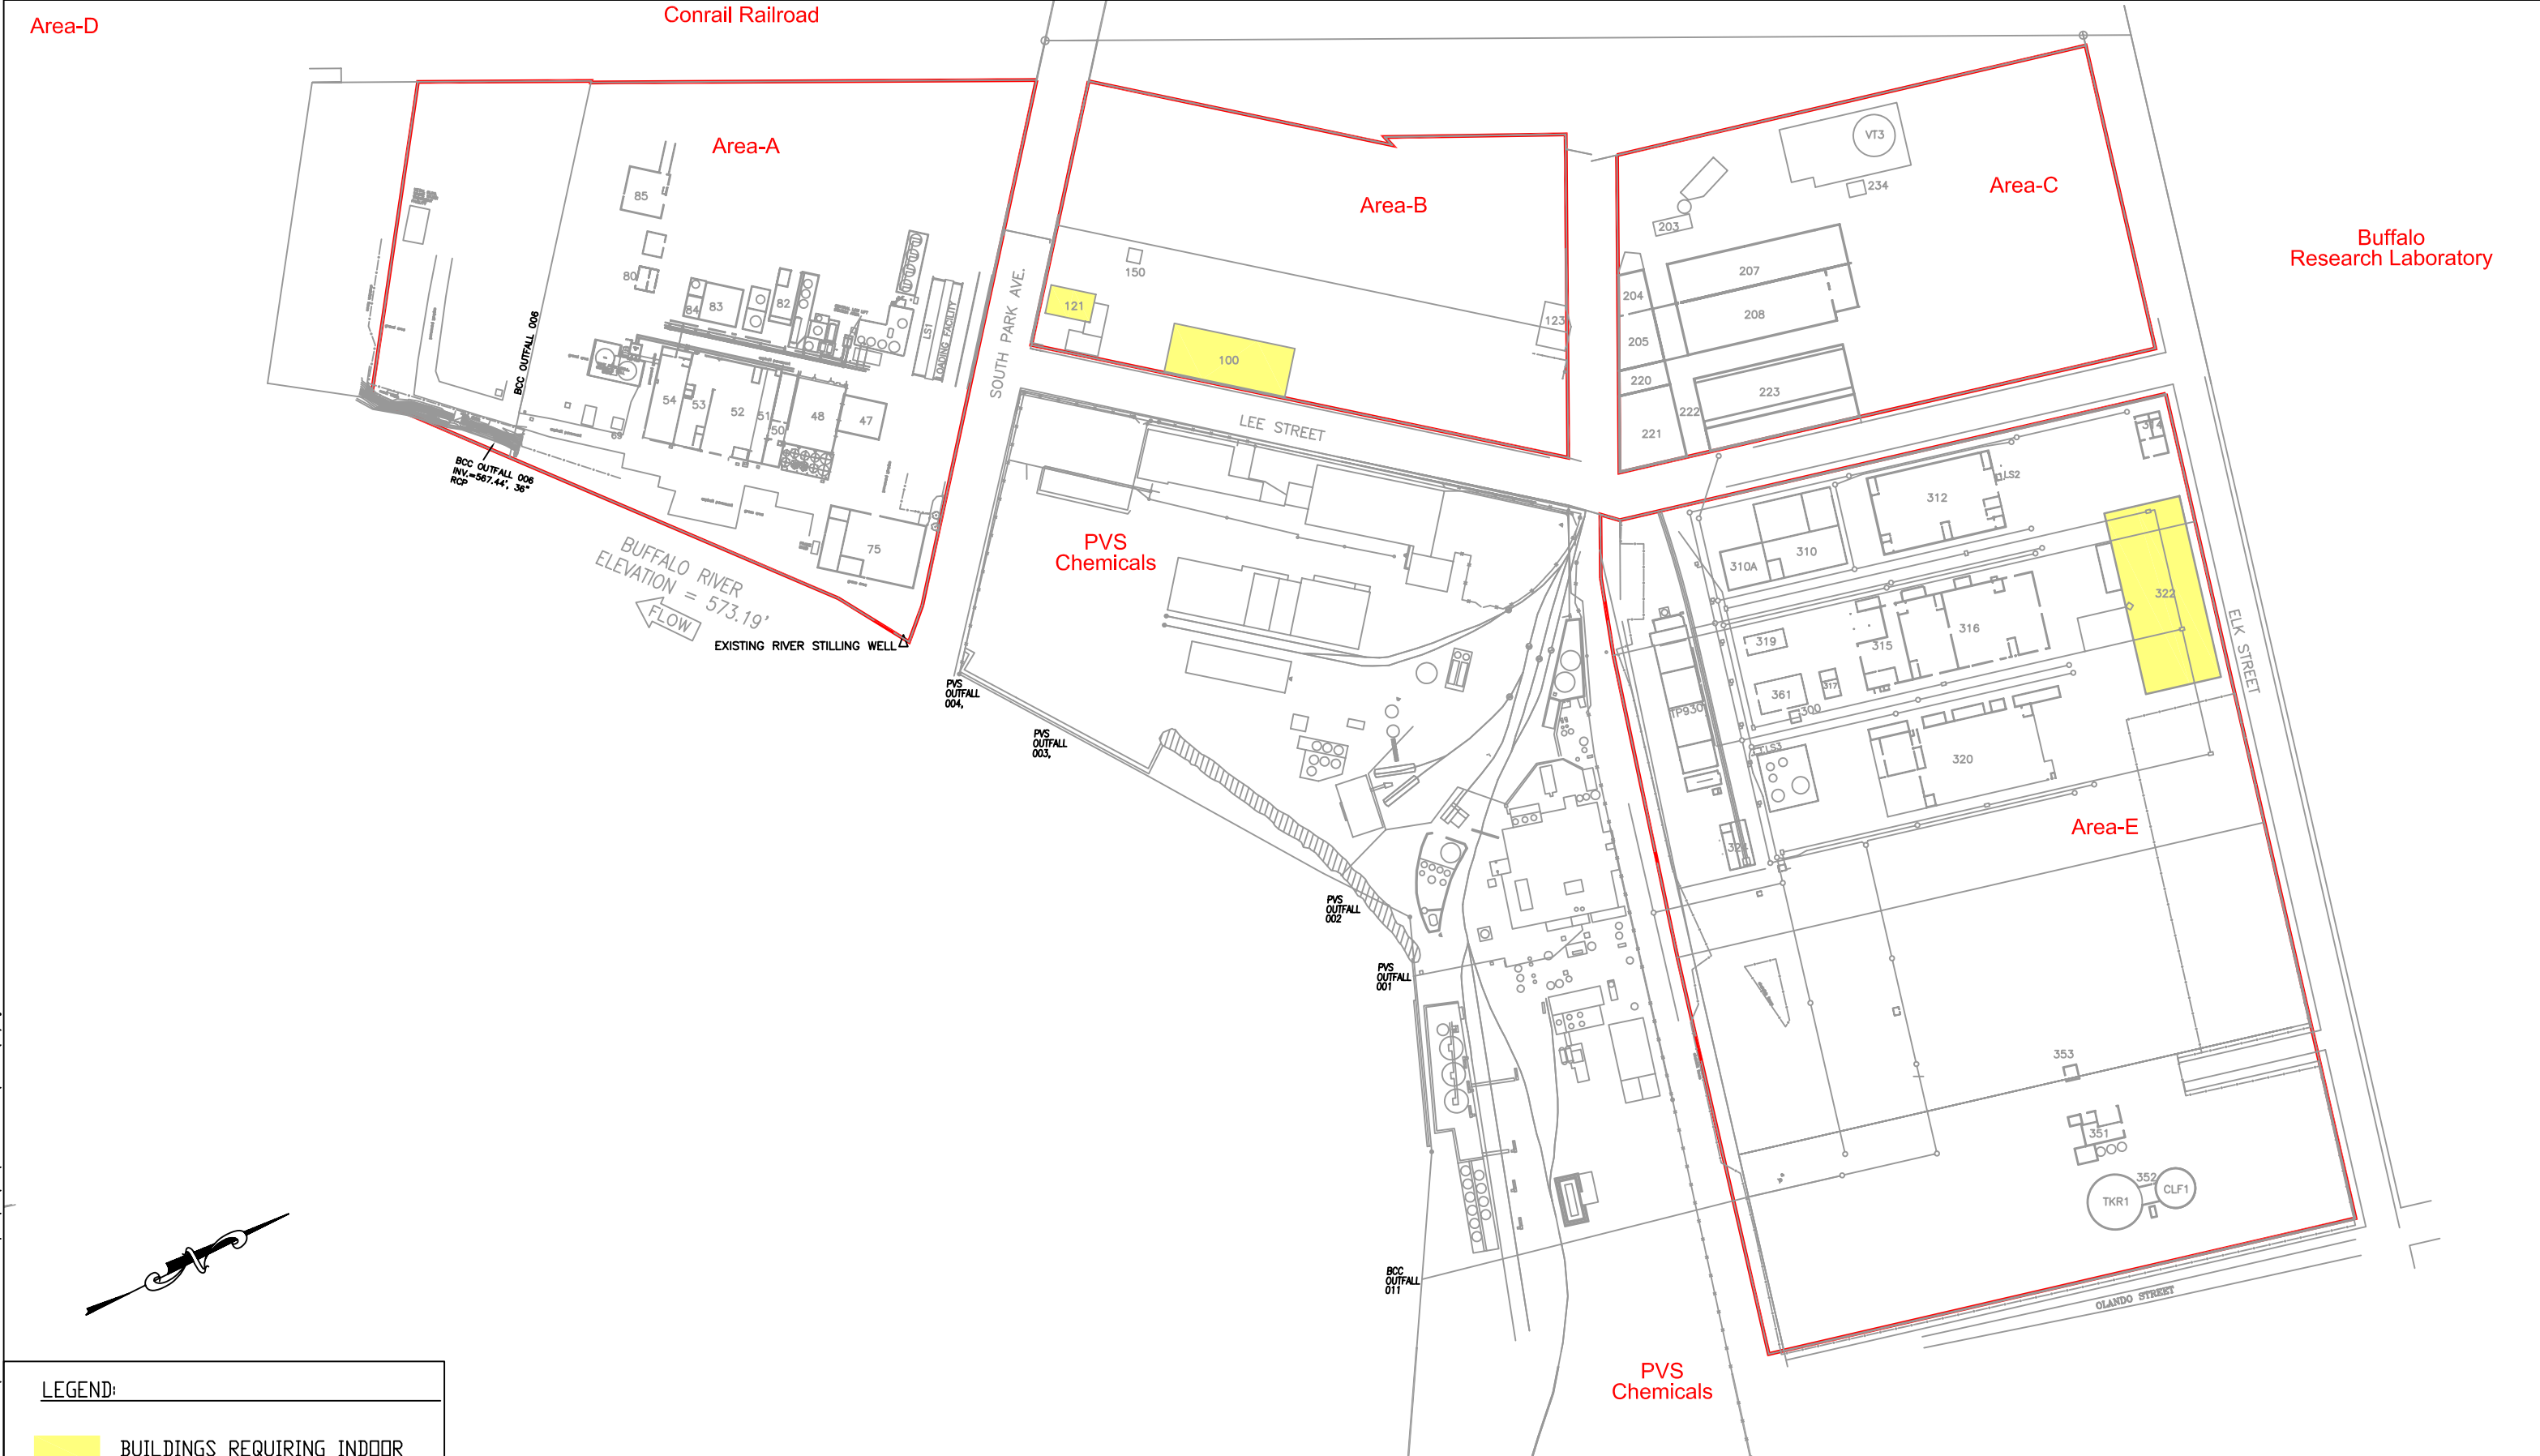 Area-D
Conrail Railroad
Area-A
Area-B
Area-C
Buffalo
Research Laboratory
VT3
234
203
207
204
208
205
220
223
222
221
85
80
84
83
82
LS1
LOADING FACILITY
SOUTH PARK AVE.
150
121
100
123
LEE STREET
BCC OUTFALL 006
54
53
52
51
50
48
47
69
75
BCC OUTFALL 006
INV.=567.44', 36"
RCP
BUFFALO RIVER
ELEVATION = 573.19'
FLOW
EXISTING RIVER STILLING WELL
PVS
Chemicals
PVS
OUTFALL
004,
PVS
OUTFALL
003,
PVS
OUTFALL
002
PVS
OUTFALL
001
BCC
OUTFALL
011
314
312
LS2
310
310A
322
ELK STREET
319
315
316
361
317
300
TP930
LS3
320
Area-E
353
351
352
TKR1
CLF1
OLANDO STREET
PVS
Chemicals
LEGEND:
BUILDINGS REQUIRING INDOOR